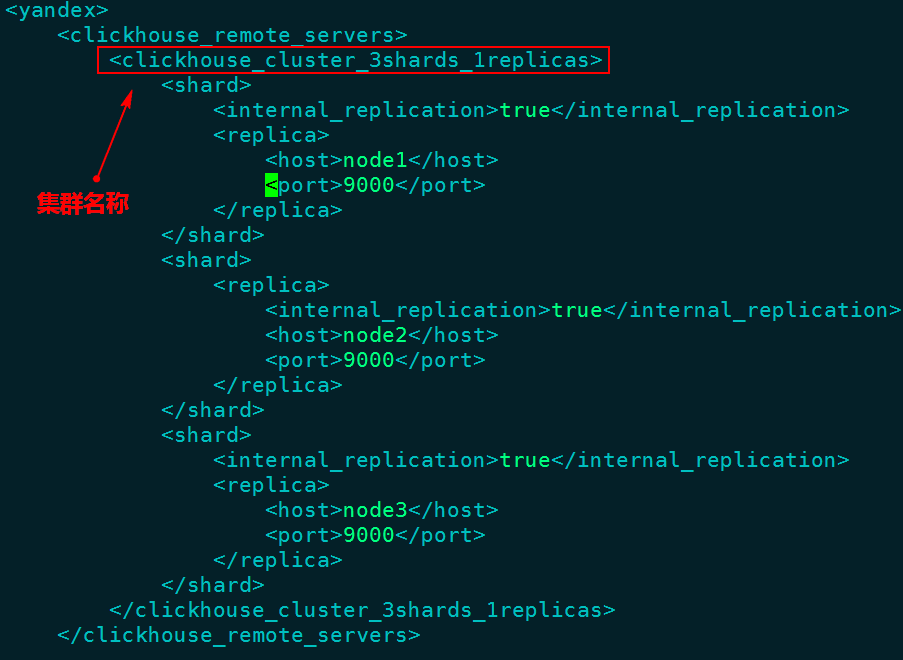 <yandex>
<clickhouse_remote_servers>
<clickhouse_cluster_3shards_1replicas>
<shard>
<internal_replication>true</internal_replication>
<replica>
<host>node1</host>
<port>9000</port>
</replica>
</shard>
<shard>
<replica>
<internal_replication>true</internal_replication>
<host>node2</host>
<port>9000</port>
</replica>
</shard>
<shard>
<internal_replication>true</internal_replication>
<replica>
<host>node3</host>
<port>9000</port>
</replica>
</shard>
</clickhouse_cluster_3shards_1replicas>
</clickhouse_remote_servers>
集群名称